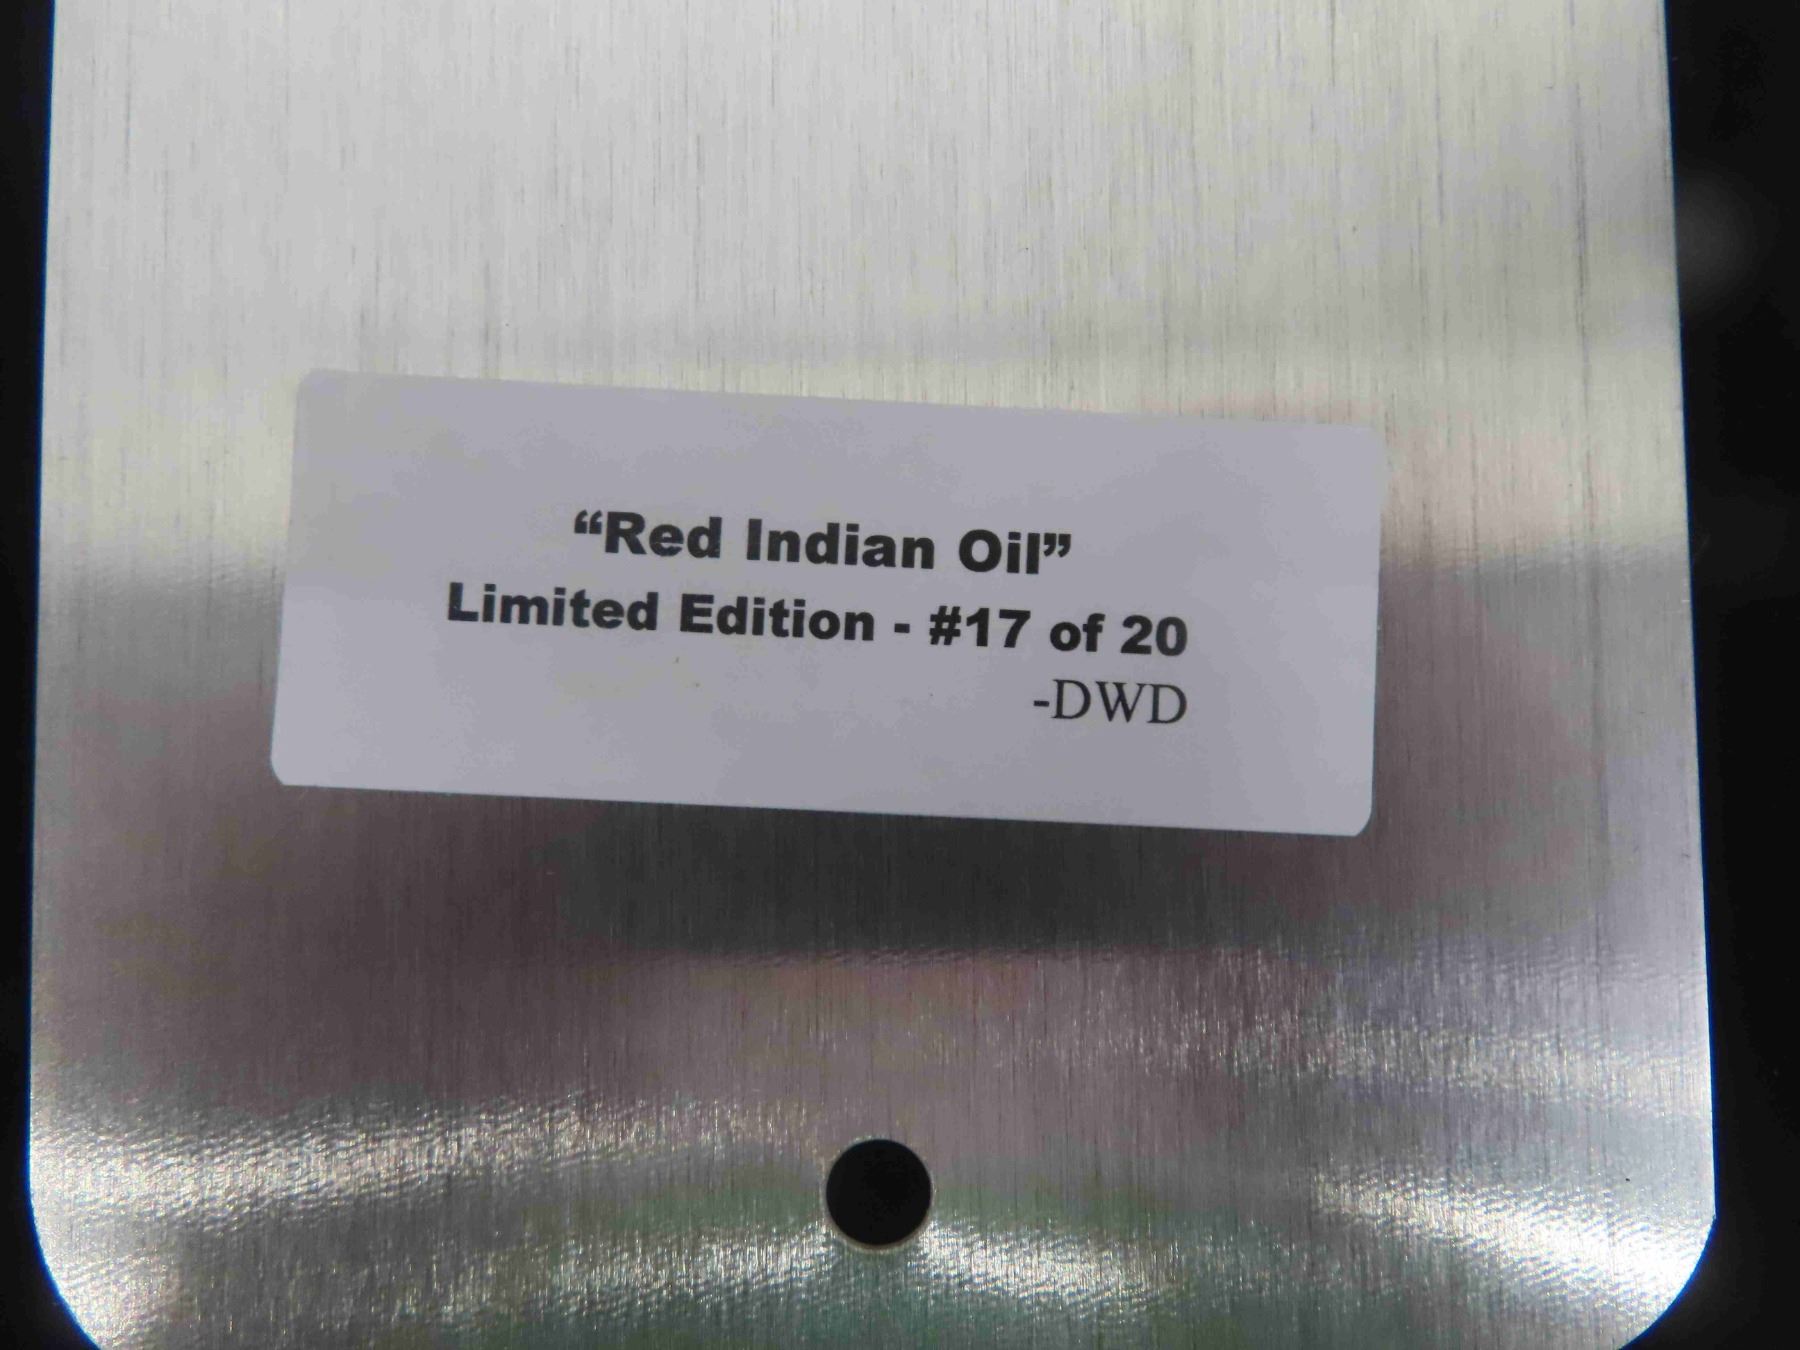 “Red Indian Oil”
Limited Edition - #17 of 20
-DWD